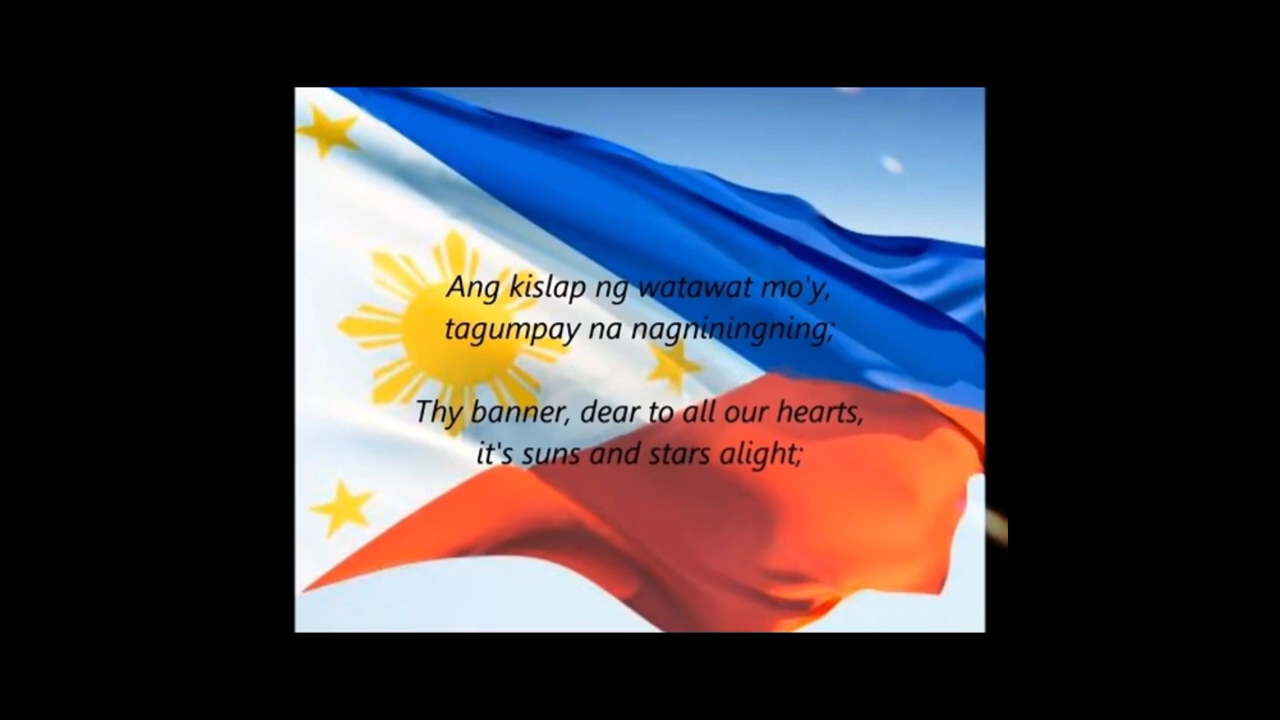 Ang kislap ng watawat mo'y,
tagumpay na nagniningning;
Thy banner, dear to all our hearts,
it's suns and stars alight;